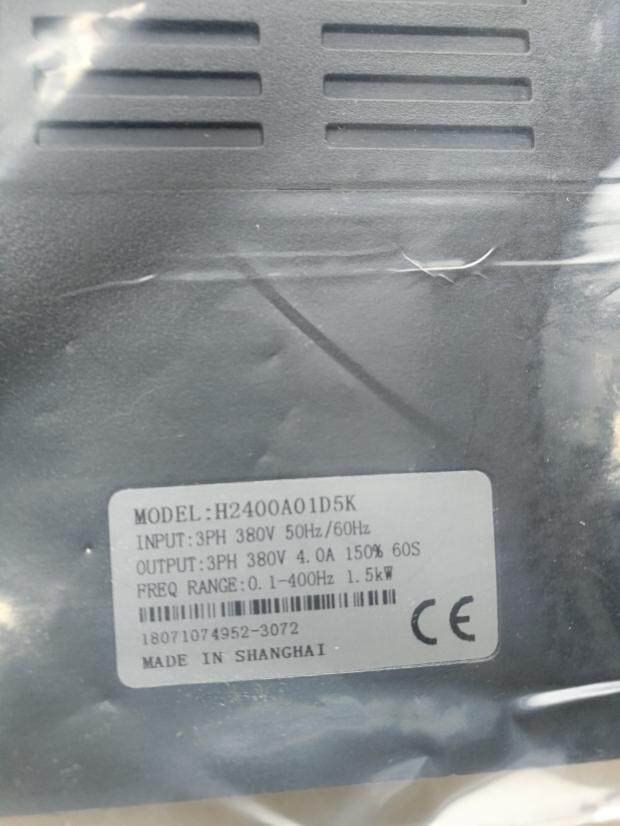 MODEL:H2400A01D5K
INPUT:3PH 380V 50Hz/60Hz
OUTPUT:3PH 380V 4.0A 150% 60S
FREQ RANGE:0.1-400Hz 1.5kW
18071074952-3072
MADE IN SHANGHAI
CE